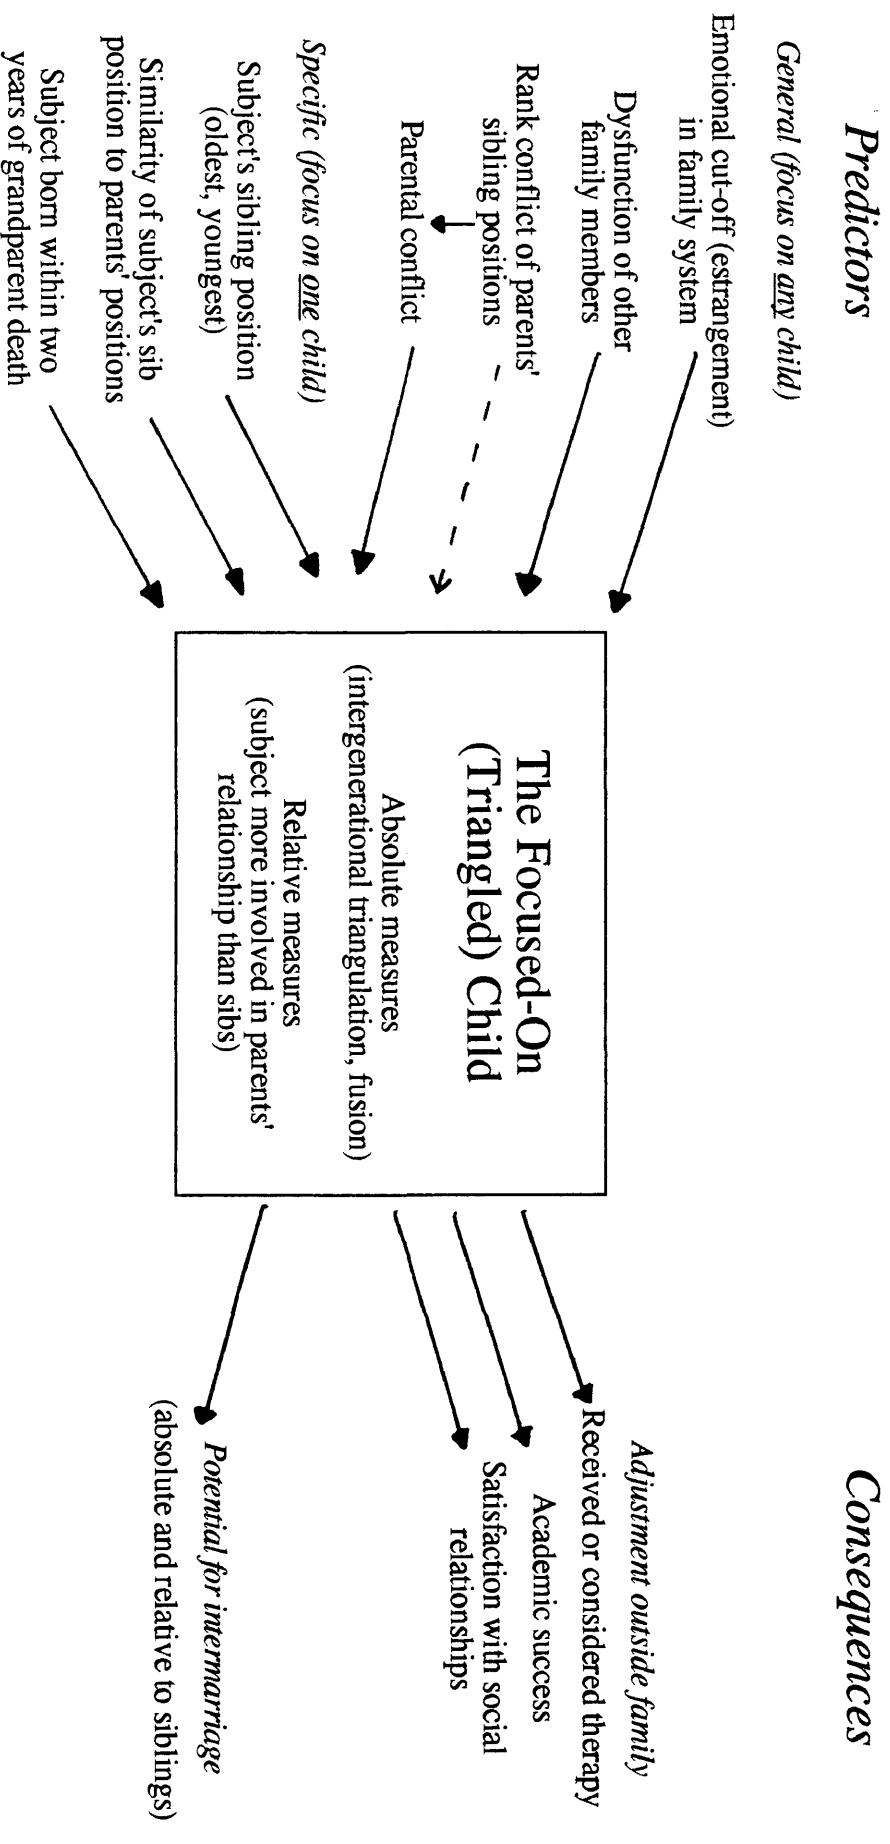 Predictors
General (focus on any child)
Emotional cut-off (estrangement)
in family system
Dysfunction of other
family members
Rank conflict of parents'
sibling positions
Parental conflict
Specific (focus on one child)
Subject's sibling position
(oldest, youngest)
Similarity of subject's sib
position to parents' positions
Subject born within two
years of grandparent death
The Focused-On
(Triangled) Child
Absolute measures
(intergenerational triangulation, fusion)
Relative measures
(subject more involved in parents'
relationship than sibs)
Consequences
Adjustment outside family
Received or considered therapy
Academic success
Satisfaction with social
relationships
Potential for intermarriage
(absolute and relative to siblings)